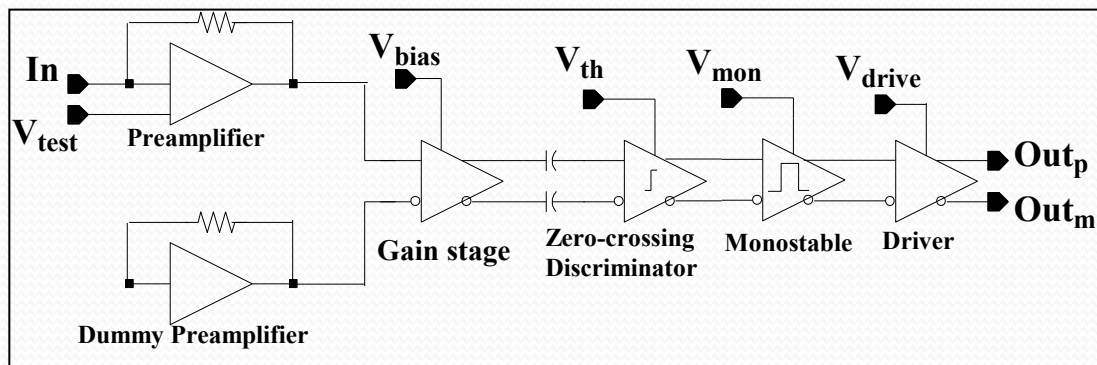 In
V_test
Preamplifier
V_bias
V_th
V_mon
V_drive
Out_p
Out_m
Gain stage
Zero-crossing
Discriminator
Monostable
Driver
Dummy Preamplifier